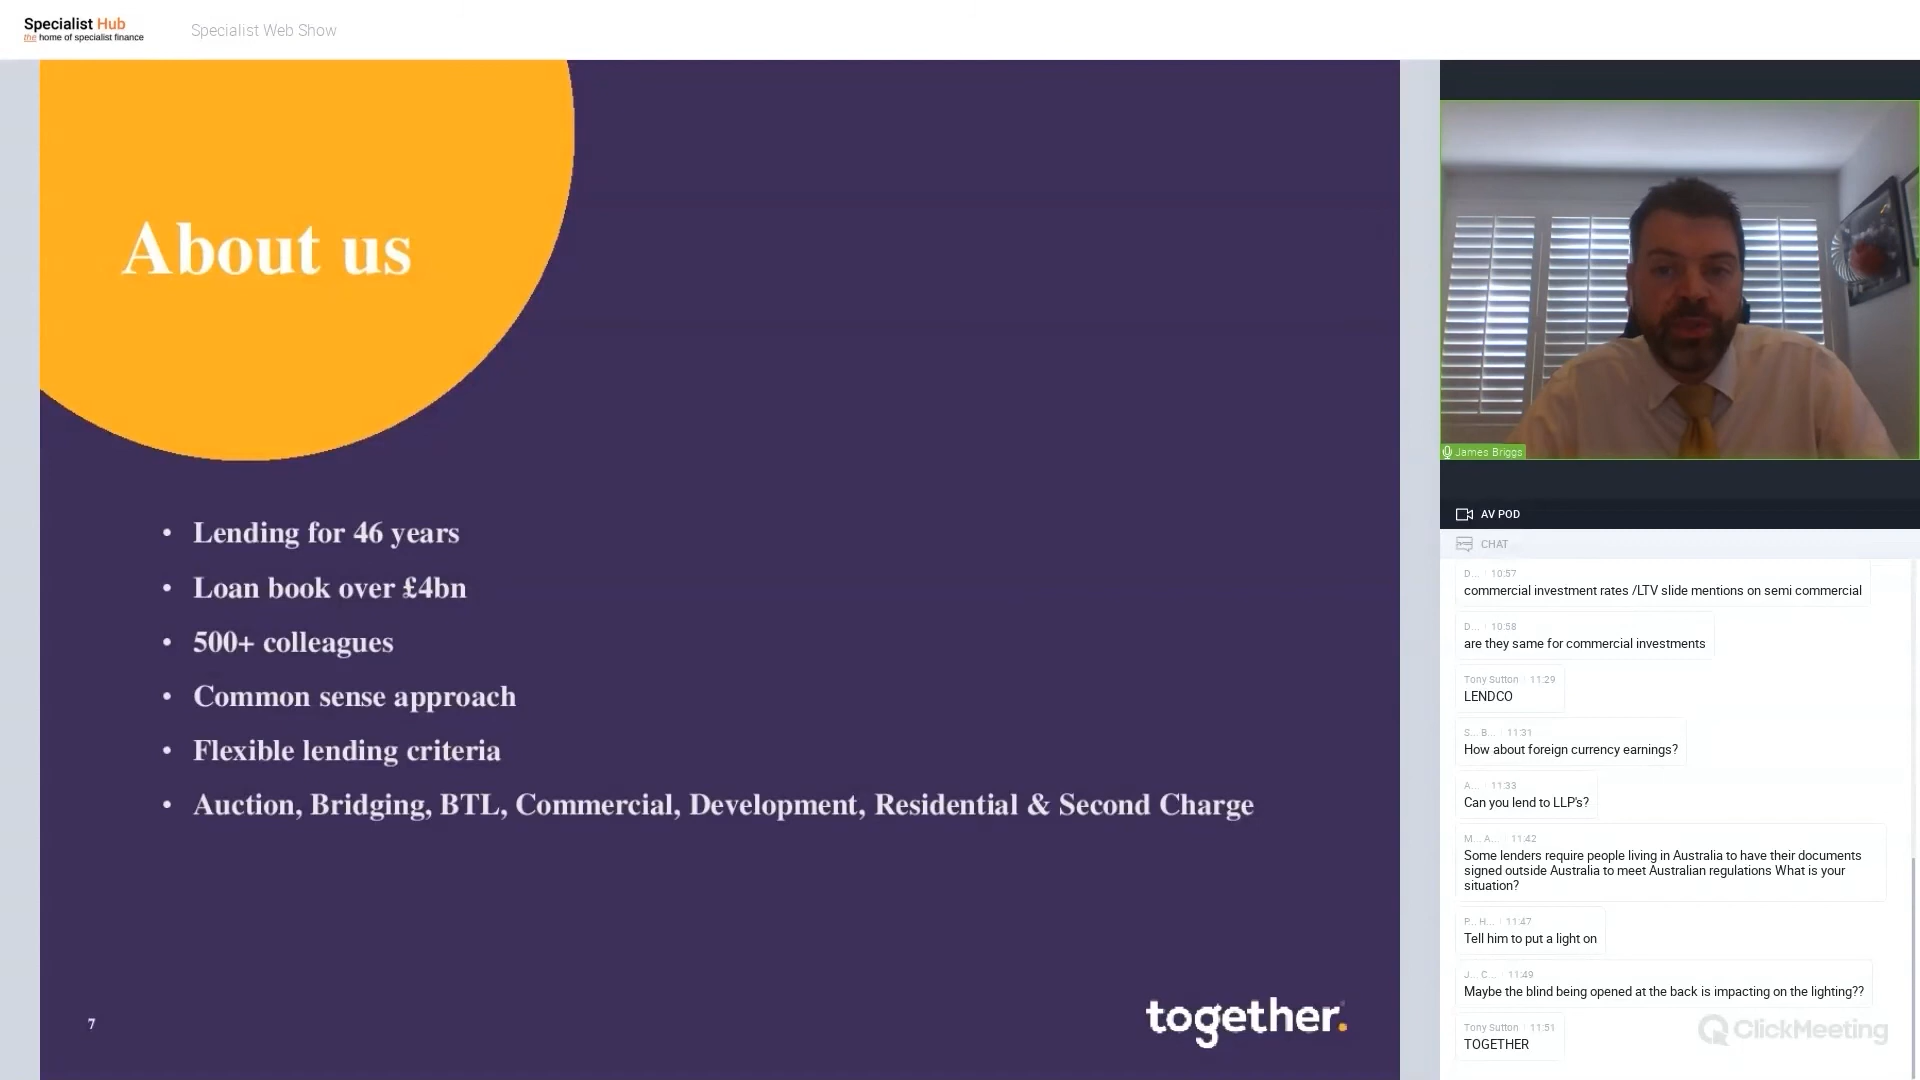 Specialist Hub
the home of specialist finance
Specialist Web Show
About us
• Lending for 46 years
• Loan book over £4bn
• 500+ colleagues
• Common sense approach
• Flexible lending criteria
• Auction, Bridging, BTL, Commercial, Development, Residential & Second Charge
7
together.
James Briggs
AV POD
CHAT
D... 10:57
commercial investment rates /LTV slide mentions on semi commercial
D... 10:58
are they same for commercial investments
Tony Sutton 11:29
LENDCO
S... B... 11:31
How about foreign currency earnings?
A... 11:33
Can you lend to LLP's?
M... A... 11:42
Some lenders require people living in Australia to have their documents
signed outside Australia to meet Australian regulations What is your
situation?
P... H... 11:47
Tell him to put a light on
J... C... 11:49
Maybe the blind being opened at the back is impacting on the lighting??
Tony Sutton 11:51
TOGETHER
ClickMeeting